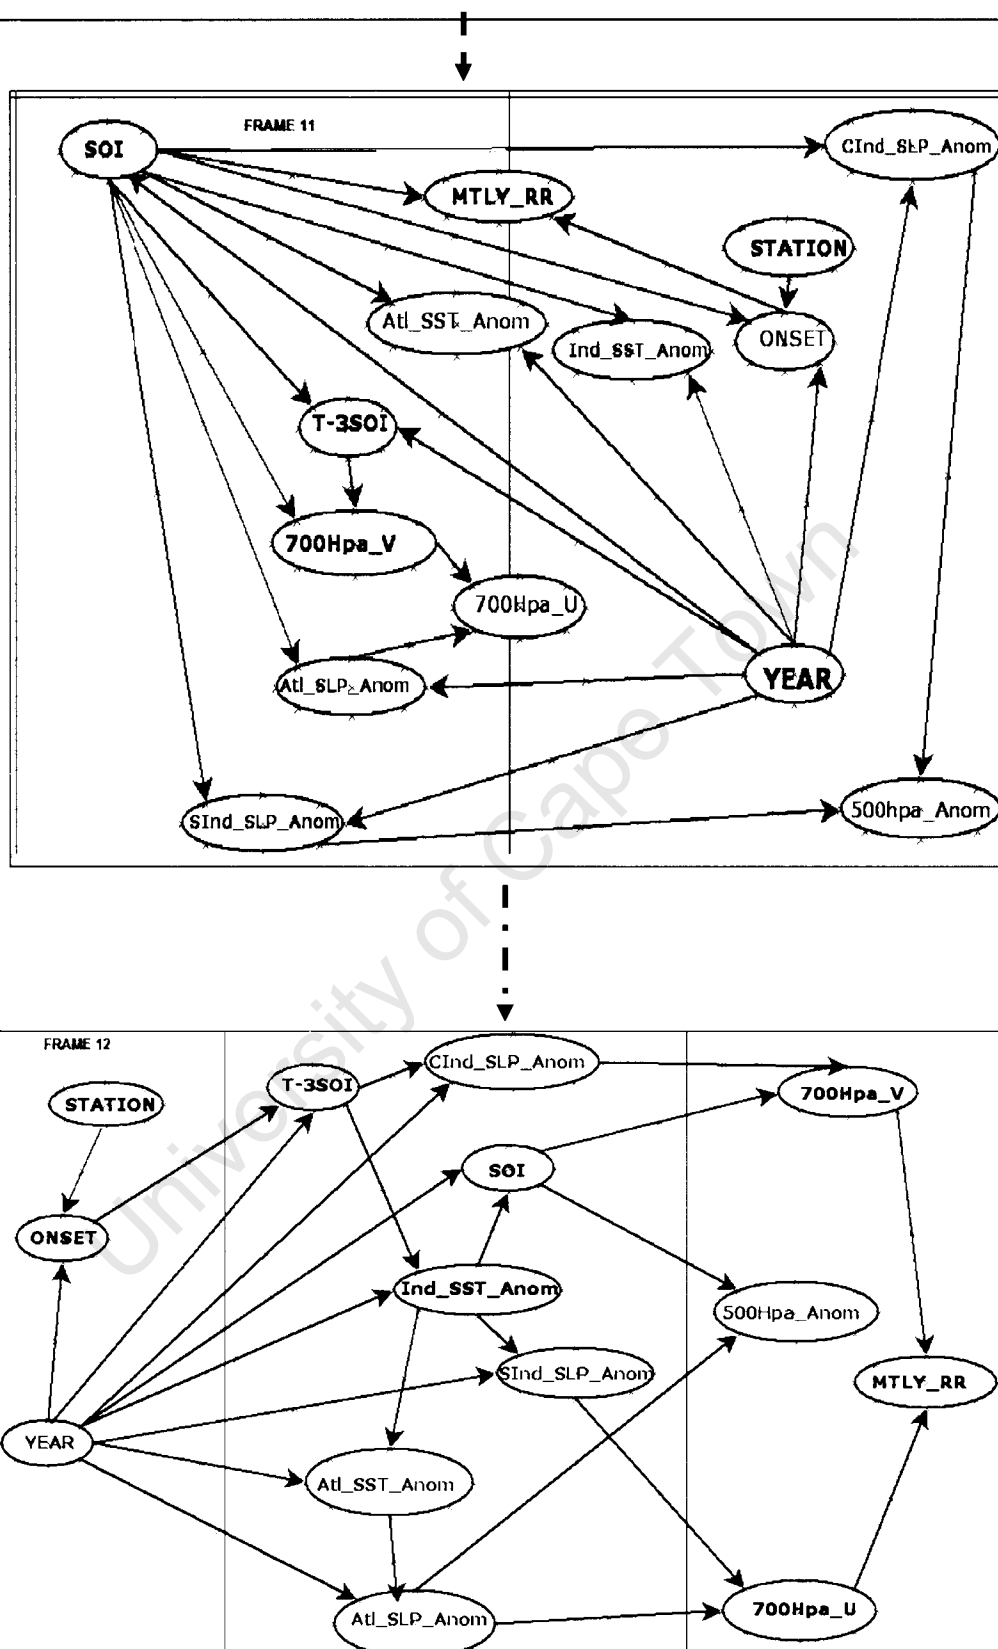 FRAME 11
SOI
CInd_SLP_Anom
MTLY_RR
STATION
Atl_SST_Anom
Ind_SST_Anom
ONSET
T-3SOI
700Hpa_V
700Hpa_U
Atl_SLP_Anom
YEAR
SInd_SLP_Anom
500hpa_Anom
University of Cape Town
FRAME 12
CInd_SLP_Anom
T-3SOI
700Hpa_V
STATION
SOI
ONSET
Ind_SST_Anom
500Hpa_Anom
SInd_SLP_Anom
MTLY_RR
YEAR
Atl_SST_Anom
Atl_SLP_Anom
700Hpa_U